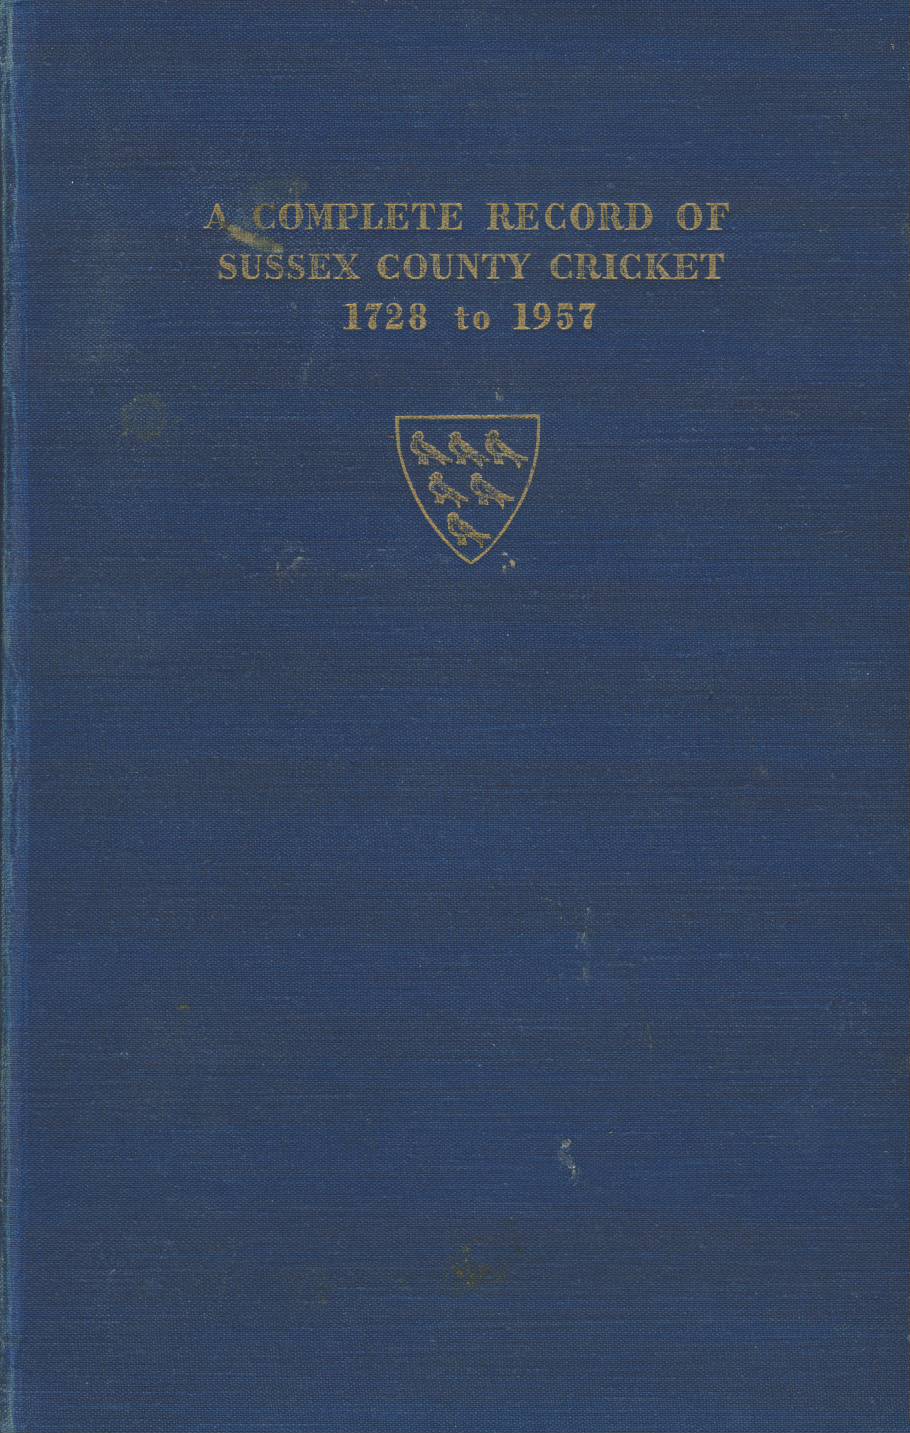 A COMPLETE RECORD OF
SUSSEX COUNTY CRICKET
1728 to 1957